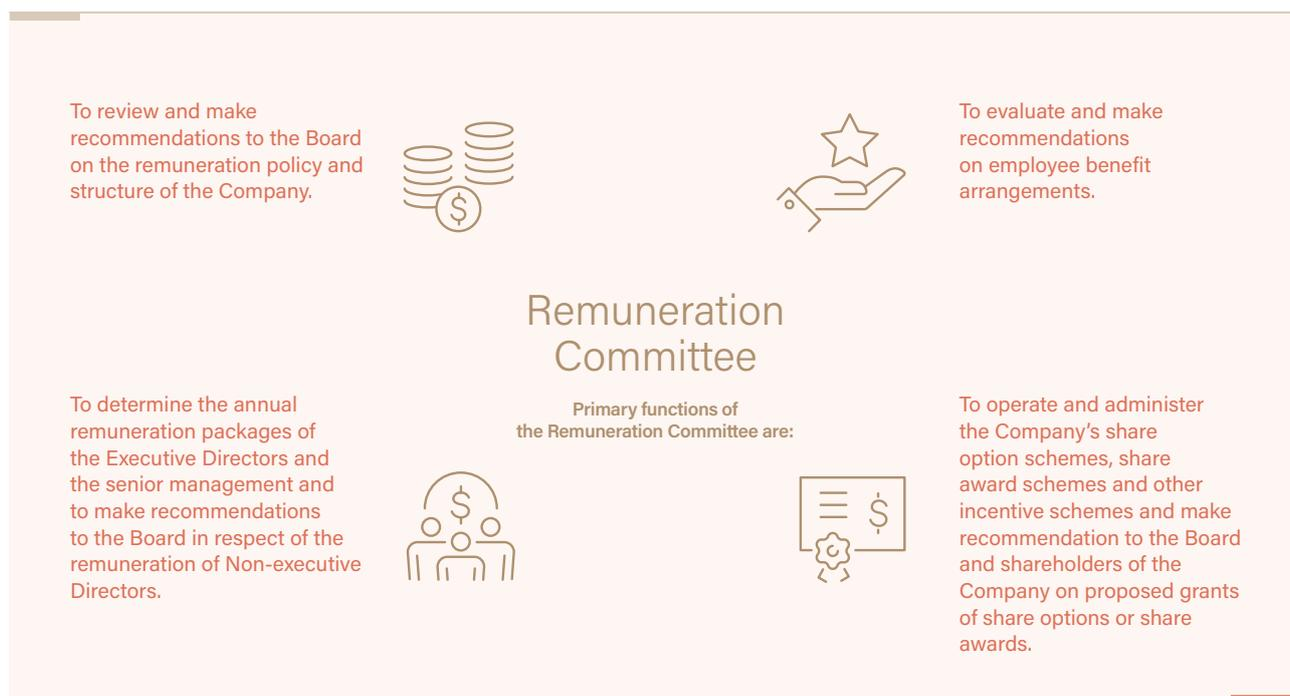 To review and make
recommendations to the Board
on the remuneration policy and
structure of the Company.
To evaluate and make
recommendations
on employee benefit
arrangements.
Remuneration
Committee
Primary functions of
the Remuneration Committee are:
To determine the annual
remuneration packages of
the Executive Directors and
the senior management and
to make recommendations
to the Board in respect of the
remuneration of Non-executive
Directors.
To operate and administer
the Company’s share
option schemes, share
award schemes and other
incentive schemes and make
recommendation to the Board
and shareholders of the
Company on proposed grants
of share options or share
awards.
$
$
$